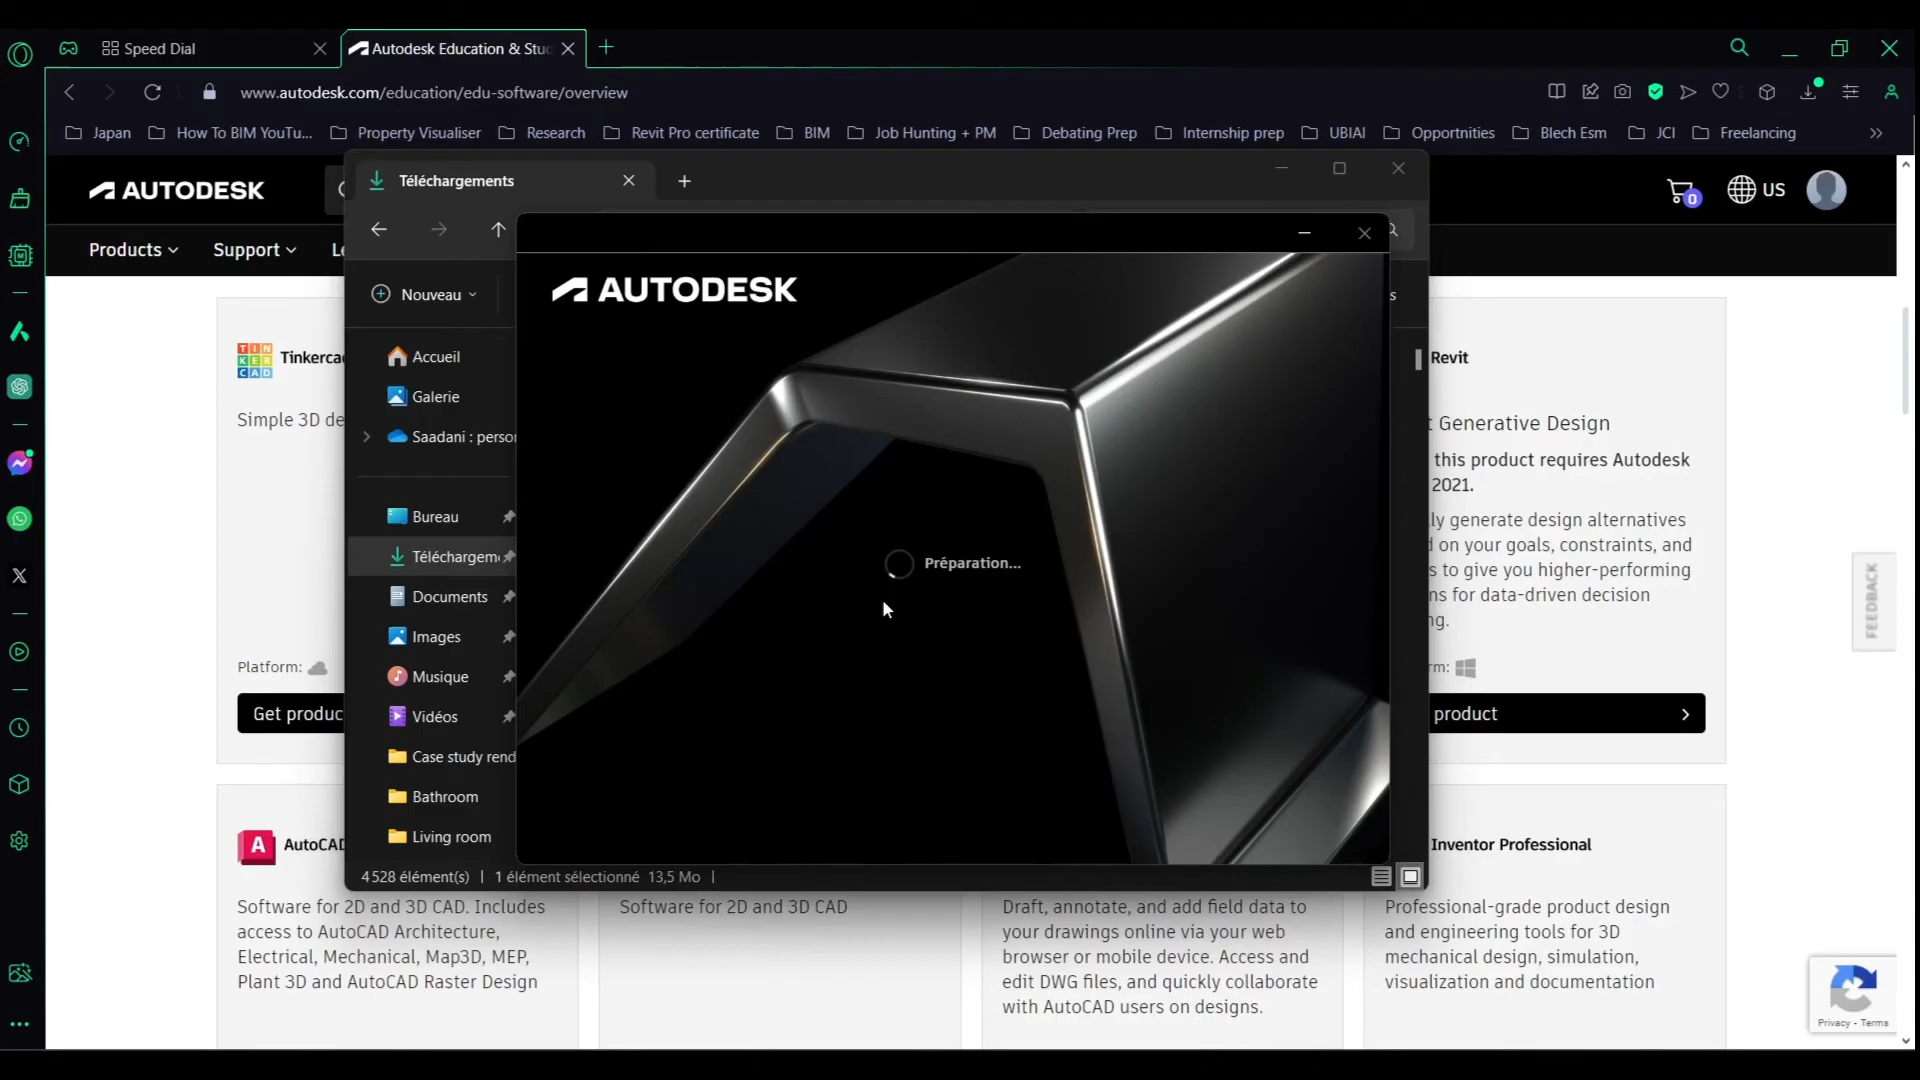 Speed Dial
Autodesk Education & Stu
www.autodesk.com/education/edu-software/overview
Japan
How To BIM YouTu...
Property Visualiser
Research
Revit Pro certificate
BIM
Job Hunting + PM
Debating Prep
Internship prep
UBIAI
Opportnities
Blech Esm
JCI
Freelancing
Téléchargements
AUTODESK
0
US
Products
Support
Le
AUTODESK
Nouveau
s
Accueil
Galerie
Saadani : person
Bureau
Téléchargem
Documents
Images
Musique
Vidéos
Case study rend
Bathroom
Living room
Préparation...
4528 élément(s)
1 élément sélectionné 13,5 Mo
TIN
KER
CAD
Tinkerca
Simple 3D de
Platform:
Get produc
Revit
t Generative Design
this product requires Autodesk
2021.
ly generate design alternatives
d on your goals, constraints, and
s to give you higher-performing
ns for data-driven decision
ng.
rm:
product
FEEDBACK
A
AutoCAD
Software for 2D and 3D CAD. Includes
access to AutoCAD Architecture,
Electrical, Mechanical, Map3D, MEP,
Plant 3D and AutoCAD Raster Design
Software for 2D and 3D CAD
Draft, annotate, and add field data to
your drawings online via your web
browser or mobile device. Access and
edit DWG files, and quickly collaborate
with AutoCAD users on designs.
Inventor Professional
Professional-grade product design
and engineering tools for 3D
mechanical design, simulation,
visualization and documentation
Privacy - Terms